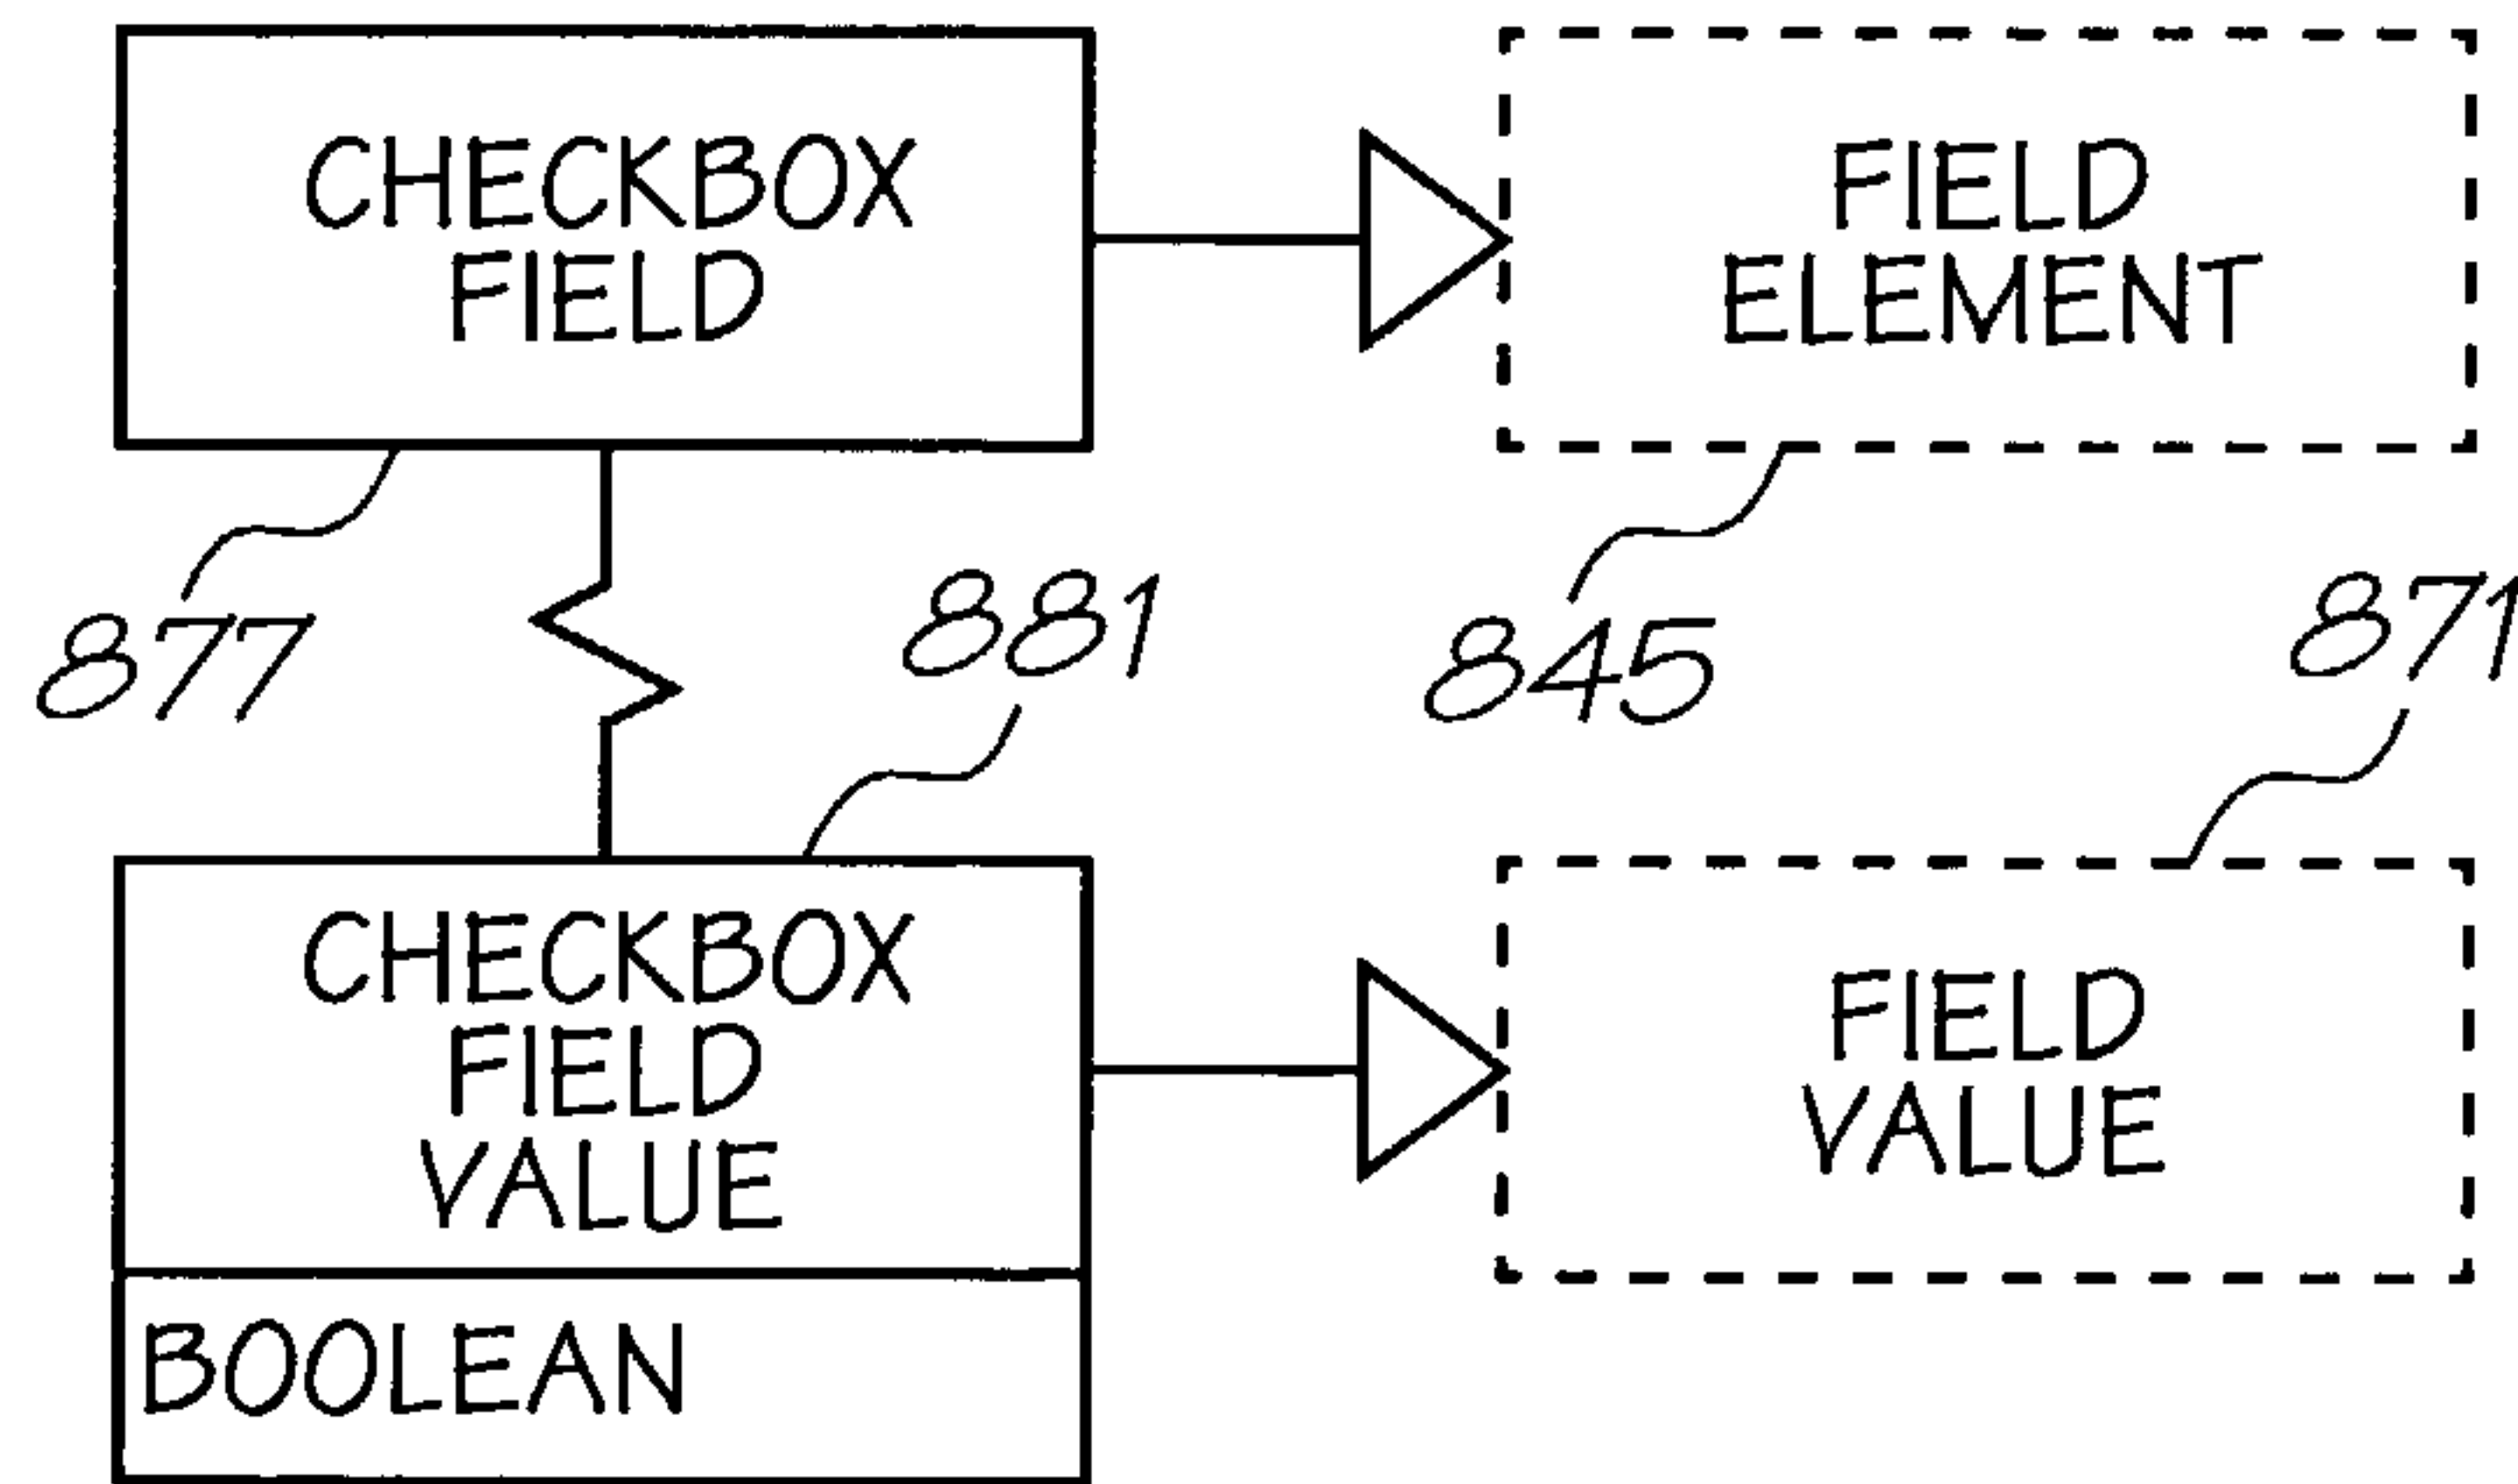 CHECKBOX
FIELD
FIELD
ELEMENT
877
881
845
871
CHECKBOX
FIELD
VALUE
FIELD
VALUE
BOOLEAN